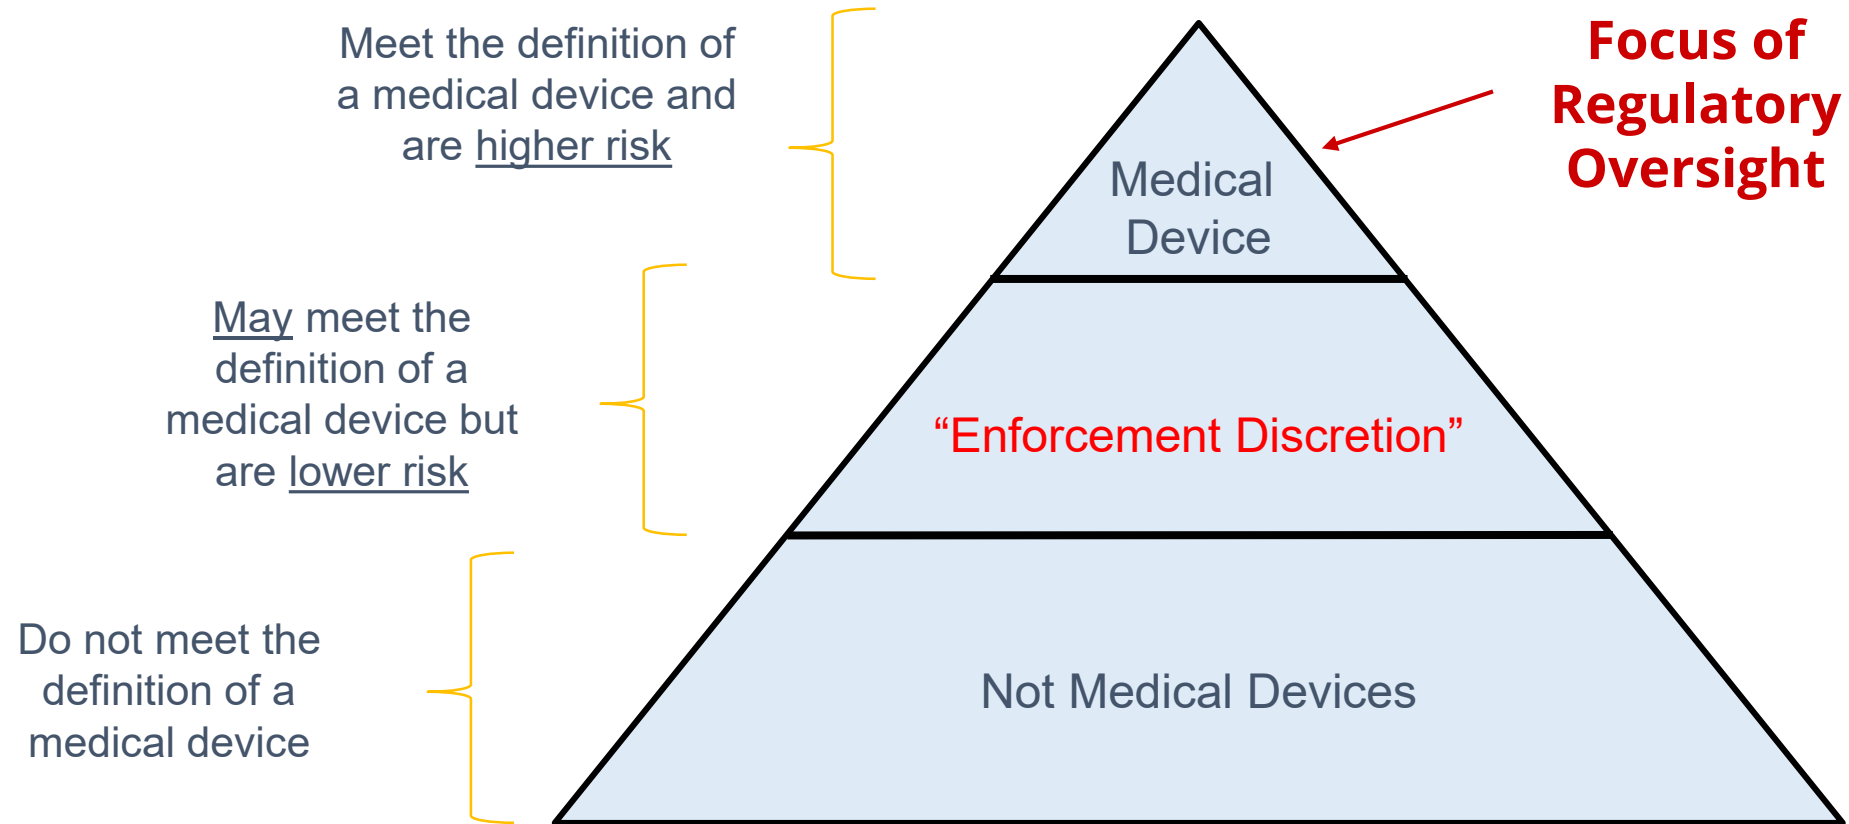 Meet the definition of
a medical device and
are higher risk
Focus of
Regulatory
Oversight
Medical
Device
May meet the
definition of a
medical device but
are lower risk
“Enforcement Discretion”
Do not meet the
definition of a
medical device
Not Medical Devices